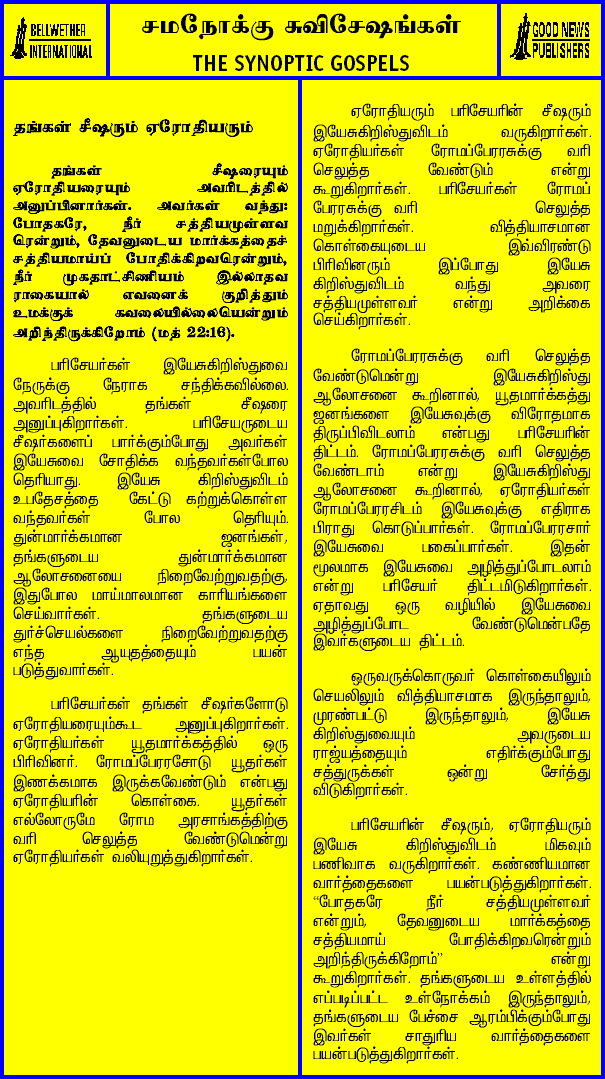 BELLWETHER
INTERNATIONAL
சமநோக்கு சுவிசேஷங்கள்
THE SYNOPTIC GOSPELS
GOOD NEWS
PUBLISHERS
தங்கள் சீஷரும் ஏரோதியரும்
தங்கள் சீஷரையும்
ஏரோதியரையும் அவரிடத்தில்
அனுப்பினார்கள். அவர்கள் வந்து:
போதகரே, நீர் சத்தியமுள்ளவ
ரென்றும், தேவனுடைய மார்க்கத்தைச்
சத்தியமாய்ப் போதிக்கிறவரென்றும்,
நீர் முகதாட்சிணியம் இல்லாதவ
ராகையால் எவனைக் குறித்தும்
உமக்குக் கவலையில்லையென்றும்
அறிந்திருக்கிறோம் (மத் 22:16).
பரிசேயர்கள் இயேசுகிறிஸ்துவை
நேருக்கு நேராக சந்திக்கவில்லை.
அவரிடத்தில் தங்கள் சீஷரை
அனுப்புகிறார்கள். பரிசேயருடைய
சீஷர்களைப் பார்க்கும்போது அவர்கள்
இயேசுவை சோதிக்க வந்தவர்கள்போல
தெரியாது. இயேசு கிறிஸ்துவிடம்
உபதேசத்தை கேட்டு கற்றுக்கொள்ள
வந்தவர்கள் போல தெரியும்.
துன்மார்க்கமான ஜனங்கள்,
தங்களுடைய துன்மார்க்கமான
ஆலோசனையை நிறைவேற்றுவதற்கு,
இதுபோல மாய்மாலமான காரியங்களை
செய்வார்கள். தங்களுடைய
துர்ச்செயல்களை நிறைவேற்றுவதற்கு
எந்த ஆயுதத்தையும் பயன்
படுத்துவார்கள்.
பரிசேயர்கள் தங்கள் சீஷர்களோடு
ஏரோதியரையும்கூட அனுப்புகிறார்கள்.
ஏரோதியர்கள் யூதமார்க்கத்தில் ஒரு
பிரிவினர். ரோமப்பேரரசோடு யூதர்கள்
இணக்கமாக இருக்கவேண்டும் என்பது
ஏரோதியரின் கொள்கை. யூதர்கள்
எல்லோருமே ரோம அரசாங்கத்திற்கு
வரி செலுத்த வேண்டுமென்று
ஏரோதியர்கள் வலியுறுத்துகிறார்கள்.
ஏரோதியரும் பரிசேயரின் சீஷரும்
இயேசுகிறிஸ்துவிடம் வருகிறார்கள்.
ஏரோதியர்கள் ரோமப்பேரரசுக்கு வரி
செலுத்த வேண்டும் என்று
கூறுகிறார்கள். பரிசேயர்கள் ரோமப்
பேரரசுக்கு வரி செலுத்த
மறுக்கிறார்கள். வித்தியாசமான
கொள்கையுடைய இவ்விரண்டு
பிரிவினரும் இப்போது இயேசு
கிறிஸ்துவிடம் வந்து அவரை
சத்தியமுள்ளவர் என்று அறிக்கை
செய்கிறார்கள்.
ரோமப்பேரரசுக்கு வரி செலுத்த
வேண்டுமென்று இயேசுகிறிஸ்து
ஆலோசனை கூறினால், யூதமார்க்கத்து
ஜனங்களை இயேசுவுக்கு விரோதமாக
திருப்பிவிடலாம் என்பது பரிசேயரின்
திட்டம். ரோமப்பேரரசுக்கு வரி செலுத்த
வேண்டாம் என்று இயேசுகிறிஸ்து
ஆலோசனை கூறினால், ஏரோதியர்கள்
ரோமப்பேரரசிடம் இயேசுவுக்கு எதிராக
பிராது கொடுப்பார்கள். ரோமப்பேரரசார்
இயேசுவை பகைப்பார்கள். இதன்
மூலமாக இயேசுவை அழித்துப்போடலாம்
என்று பரிசேயர் திட்டமிடுகிறார்கள்.
ஏதாவது ஒரு வழியில் இயேசுவை
அழித்துப்போட வேண்டுமென்பதே
இவர்களுடைய திட்டம்.
ஒருவருக்கொருவர் கொள்கையிலும்
செயலிலும் வித்தியாசமாக இருந்தாலும்,
முரண்பட்டு இருந்தாலும், இயேசு
கிறிஸ்துவையும் அவருடைய
ராஜ்யத்தையும் எதிர்க்கும்போது
சத்துருக்கள் ஒன்று சேர்த்து
விடுகிறார்கள்.
பரிசேயரின் சீஷரும், ஏரோதியரும்
இயேசு கிறிஸ்துவிடம் மிகவும்
பணிவாக வருகிறார்கள். கண்ணியமான
வார்த்தைகளை பயன்படுத்துகிறார்கள்.
“போதகரே நீர் சத்தியமுள்ளவர்
என்றும், தேவனுடைய மார்க்கத்தை
சத்தியமாய் போதிக்கிறவரென்றும்
அறிந்திருக்கிறோம்” என்று
கூறுகிறார்கள். தங்களுடைய உள்ளத்தில்
எப்படிப்பட்ட உள்நோக்கம் இருந்தாலும்,
தங்களுடைய பேச்சை ஆரம்பிக்கும்போது
இவர்கள் சாதுரிய வார்த்தைகளை
பயன்படுத்துகிறார்கள்.